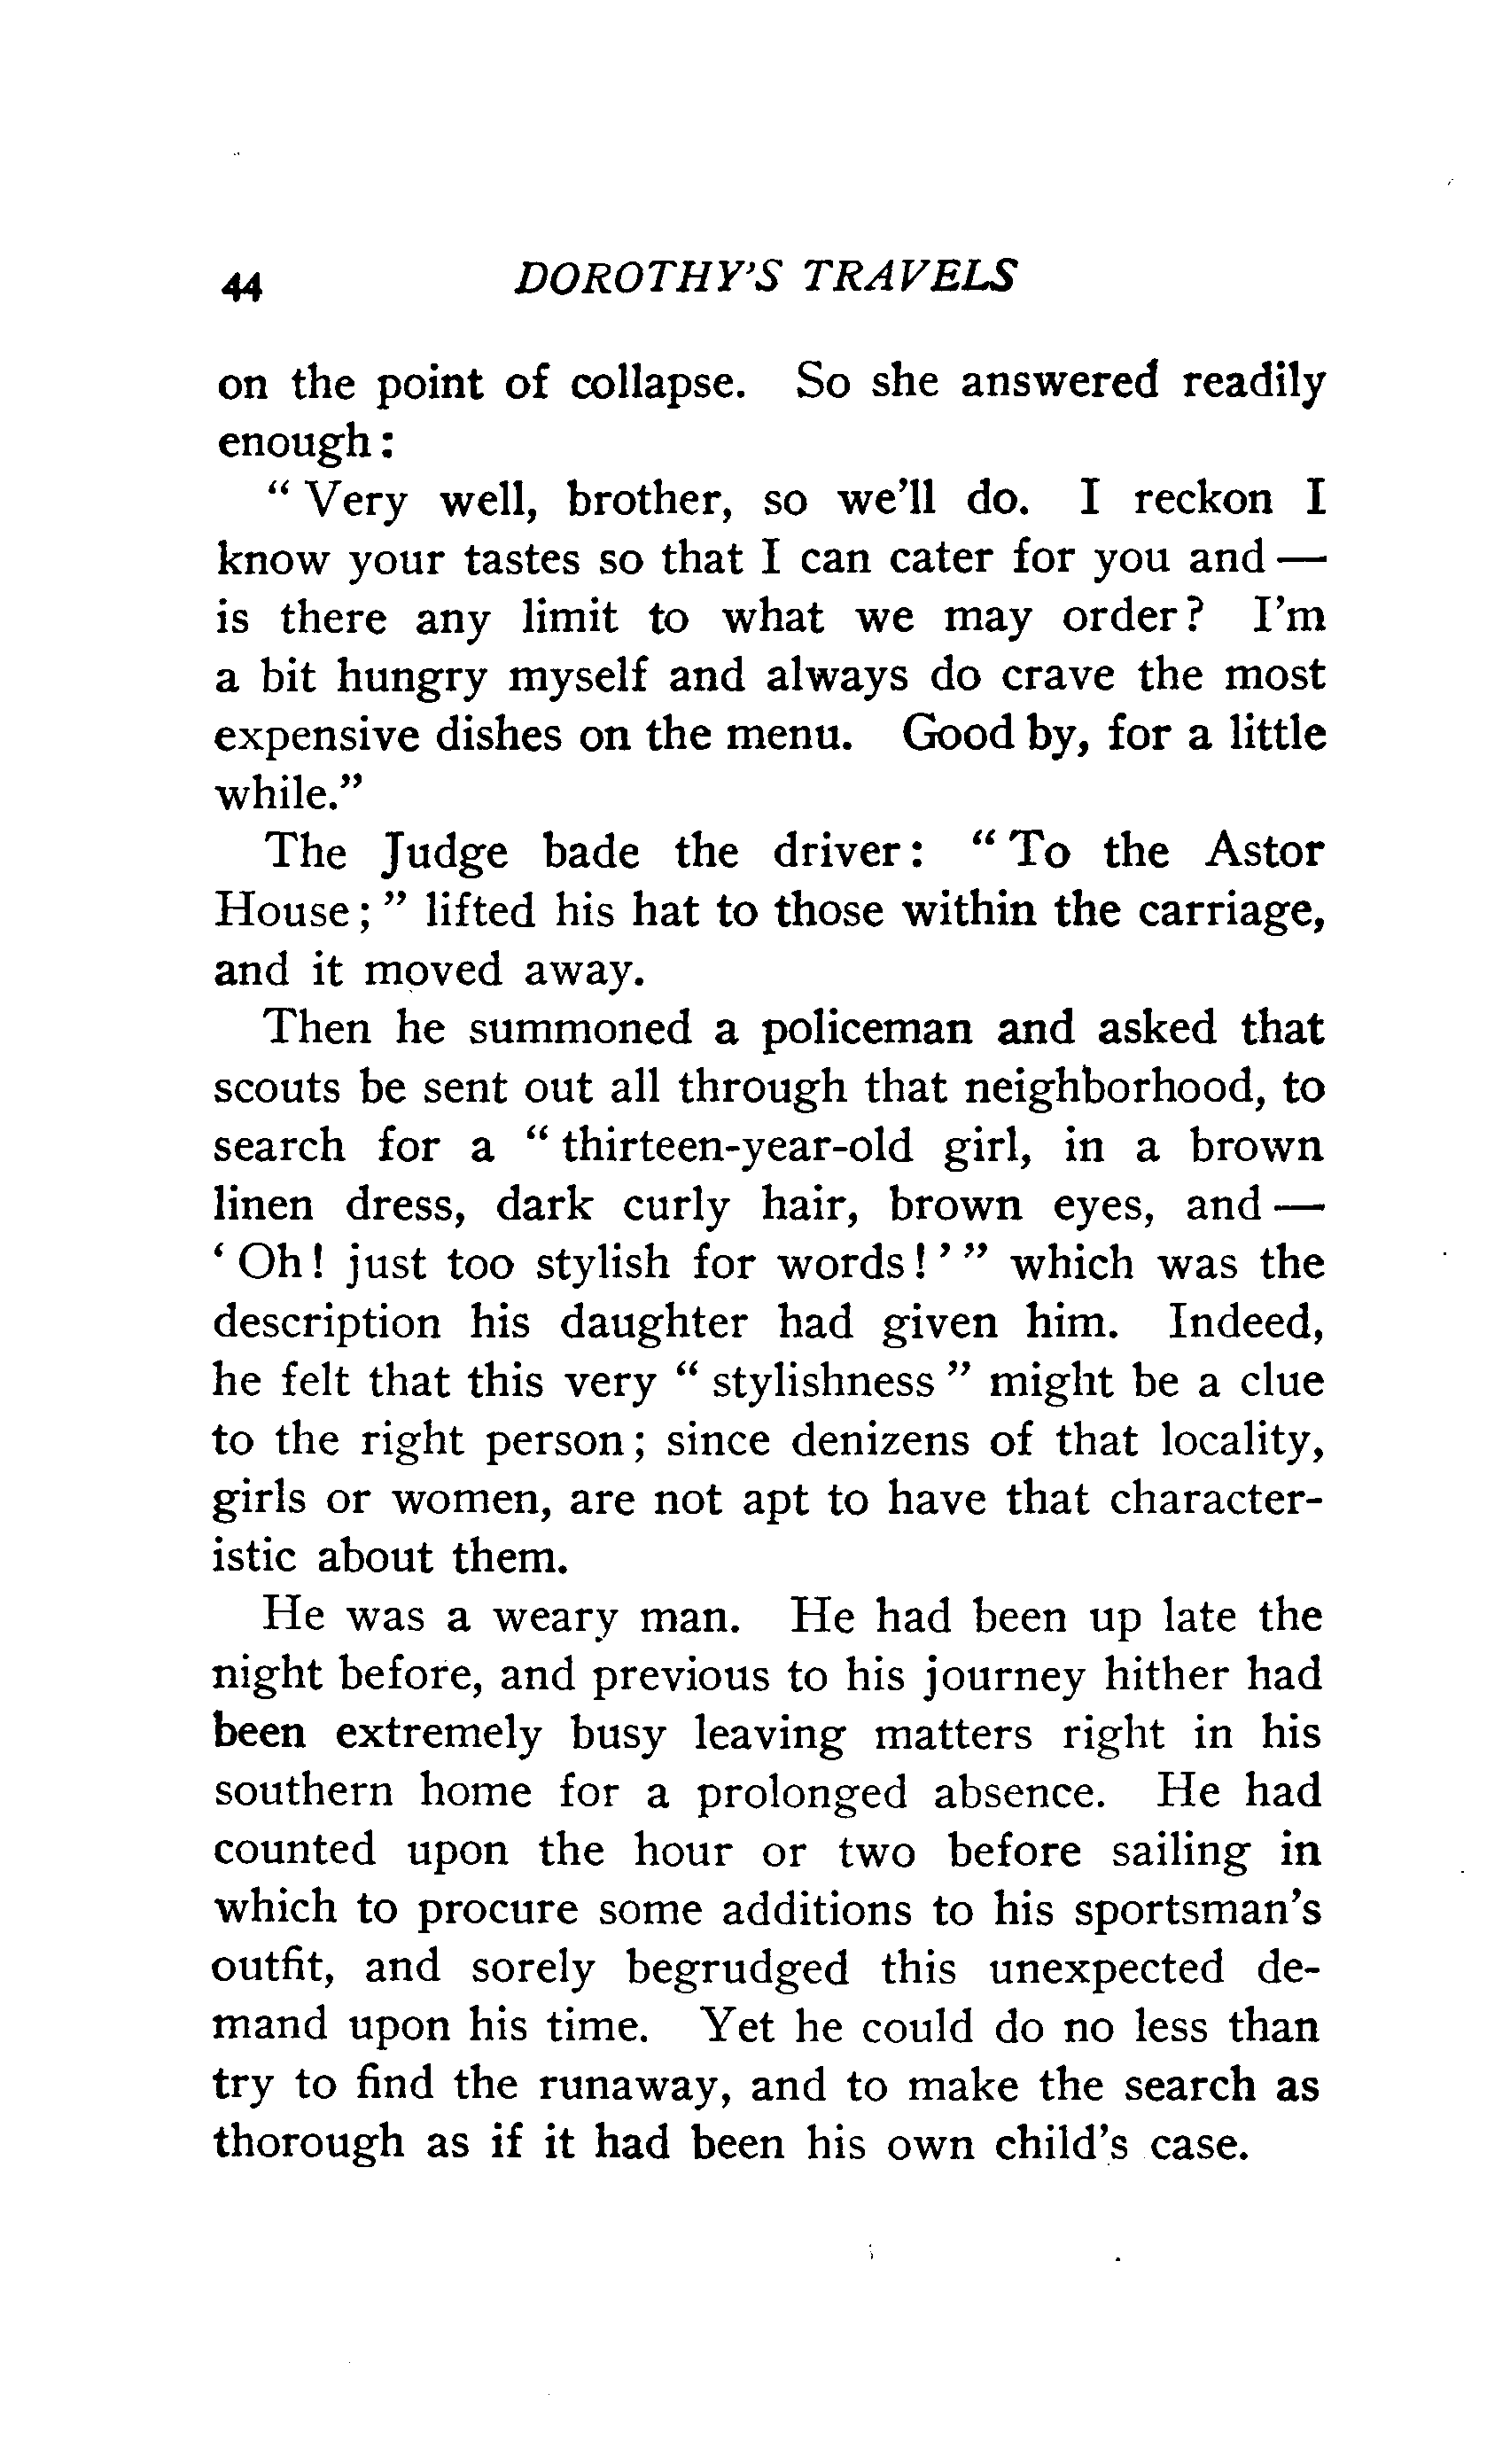 44 DOROTHY'S TRAVELS
on the point of collapse. So she answered readily
enough:
" Very well, brother, so we'll do. I reckon I
know your tastes so that I can cater for you and —
is there any limit to what we may order? I'm
a bit hungry myself and always do crave the most
expensive dishes on the menu. Good by, for a little
while."
The Judge bade the driver: " To the Astor
House; " lifted his hat to those within the carriage,
and it moved away.
Then he summoned a policeman and asked that
scouts be sent out all through that neighborhood, to
search for a " thirteen-year-old girl, in a brown
linen dress, dark curly hair, brown eyes, and —
' Oh! just too stylish for words! ' " which was the
description his daughter had given him. Indeed,
he felt that this very " stylishness " might be a clue
to the right person; since denizens of that locality,
girls or women, are not apt to have that character-
istic about them.
He was a weary man. He had been up late the
night before, and previous to his journey hither had
been extremely busy leaving matters right in his
southern home for a prolonged absence. He had
counted upon the hour or two before sailing in
which to procure some additions to his sportsman's
outfit, and sorely begrudged this unexpected de-
mand upon his time. Yet he could do no less than
try to find the runaway, and to make the search as
thorough as if it had been his own child's case.